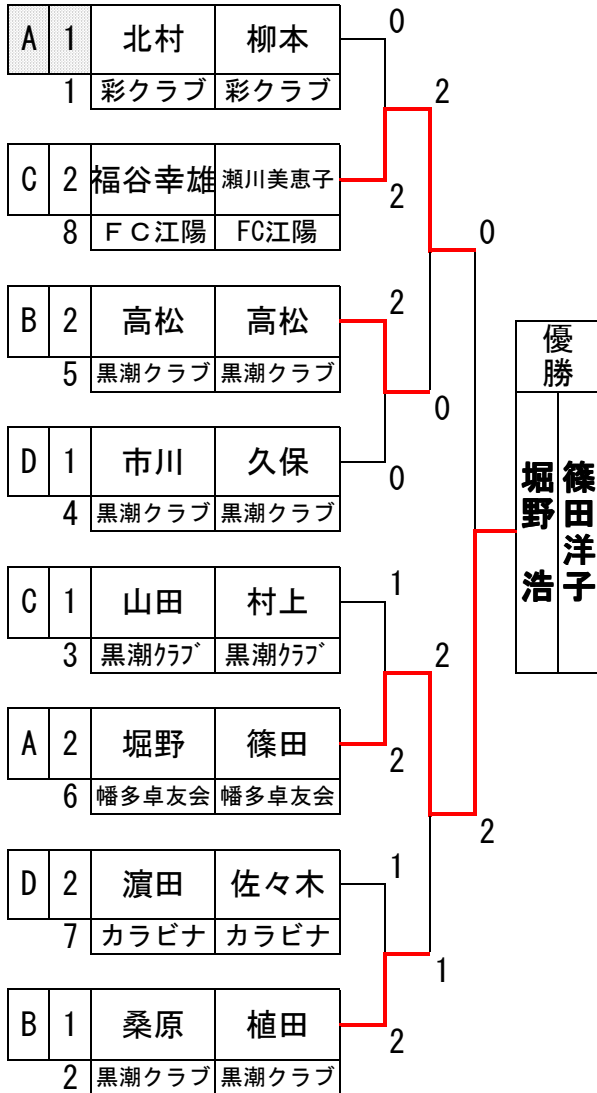 A 1 北村 柳本 0
1 彩クラブ 彩クラブ 2
C 2 福谷幸雄 瀬川美恵子 2
8 ＦＣ江陽 FC江陽 0
B 2 高松 高松 2
5 黒潮クラブ 黒潮クラブ 0
D 1 市川 久保 0
4 黒潮クラブ 黒潮クラブ
C 1 山田 村上 1
3 黒潮ｸﾗﾌﾞ 黒潮ｸﾗﾌﾞ 2
A 2 堀野 篠田 2
6 幡多卓友会 幡多卓友会 2
D 2 濵田 佐々木 1
7 カラビナ カラビナ 1
B 1 桑原 植田 2
2 黒潮クラブ 黒潮クラブ
優勝
堀野 浩
篠田洋子